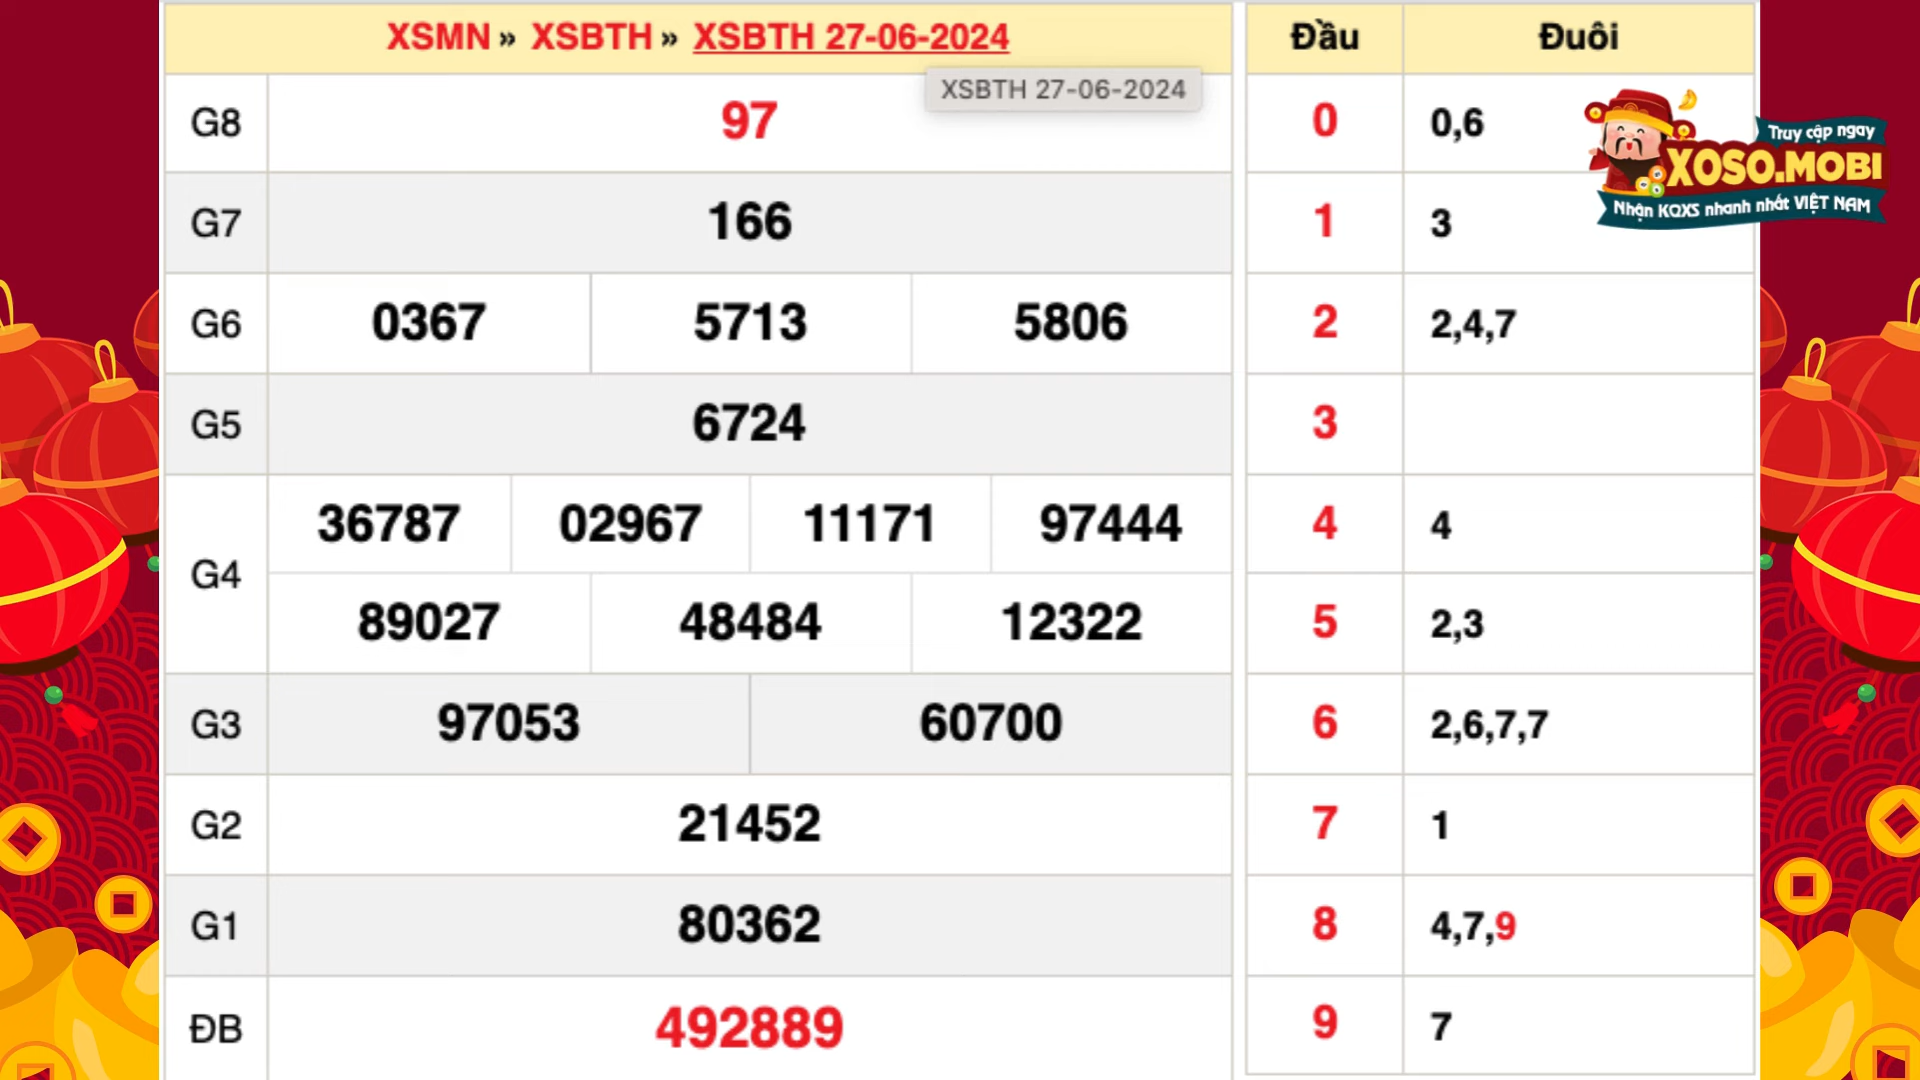 XSMN » XSBTH » XSBTH 27-06-2024
XSBTH 27-06-2024
G8 97
G7 166
G6 0367 5713 5806
G5 6724
G4 36787 02967 11171 97444
89027 48484 12322
G3 97053 60700
G2 21452
G1 80362
ĐB 492889
Đầu Đuôi
0 0,6
1 3
2 2,4,7
3
4 4
5 2,3
6 2,6,7,7
7 1
8 4,7,9
9 7
Truy cập ngay
XOSO.MOBI
Nhận KQXS nhanh nhất VIỆT NAM